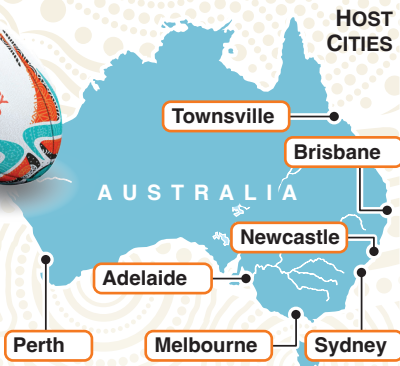 HOST
CITIES
Townsville
Brisbane
AUSTRALIA
Newcastle
Adelaide
Perth
Melbourne
Sydney